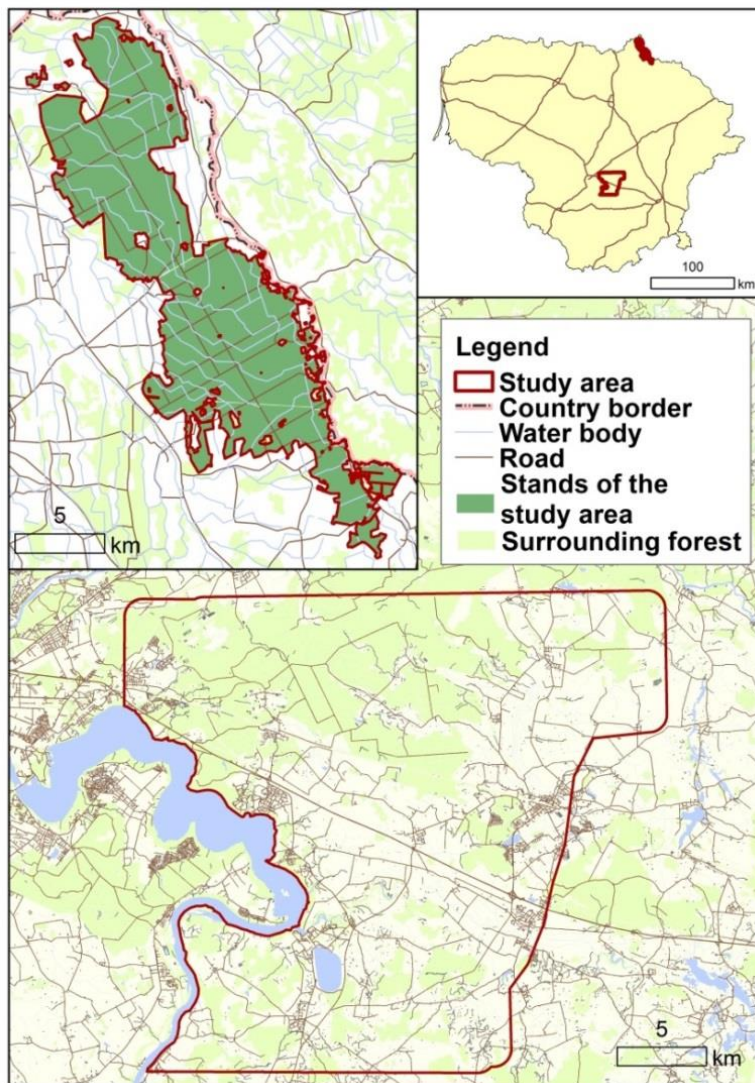 100
km
Legend
Study area
Country border
Water body
Road
Stands of the
study area
Surrounding forest
5
km
5
km